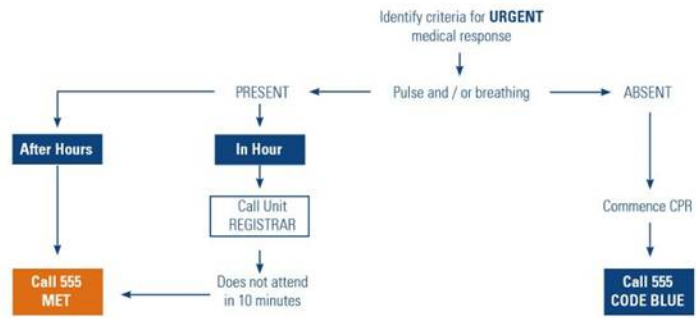 Identify criteria for URGENT
medical response
PRESENT
Pulse and / or breathing
ABSENT
After Hours
In Hour
Call Unit
REGISTRAR
Commence CPR
Call 555
MET
Does not attend
in 10 minutes
Call 555
CODE BLUE